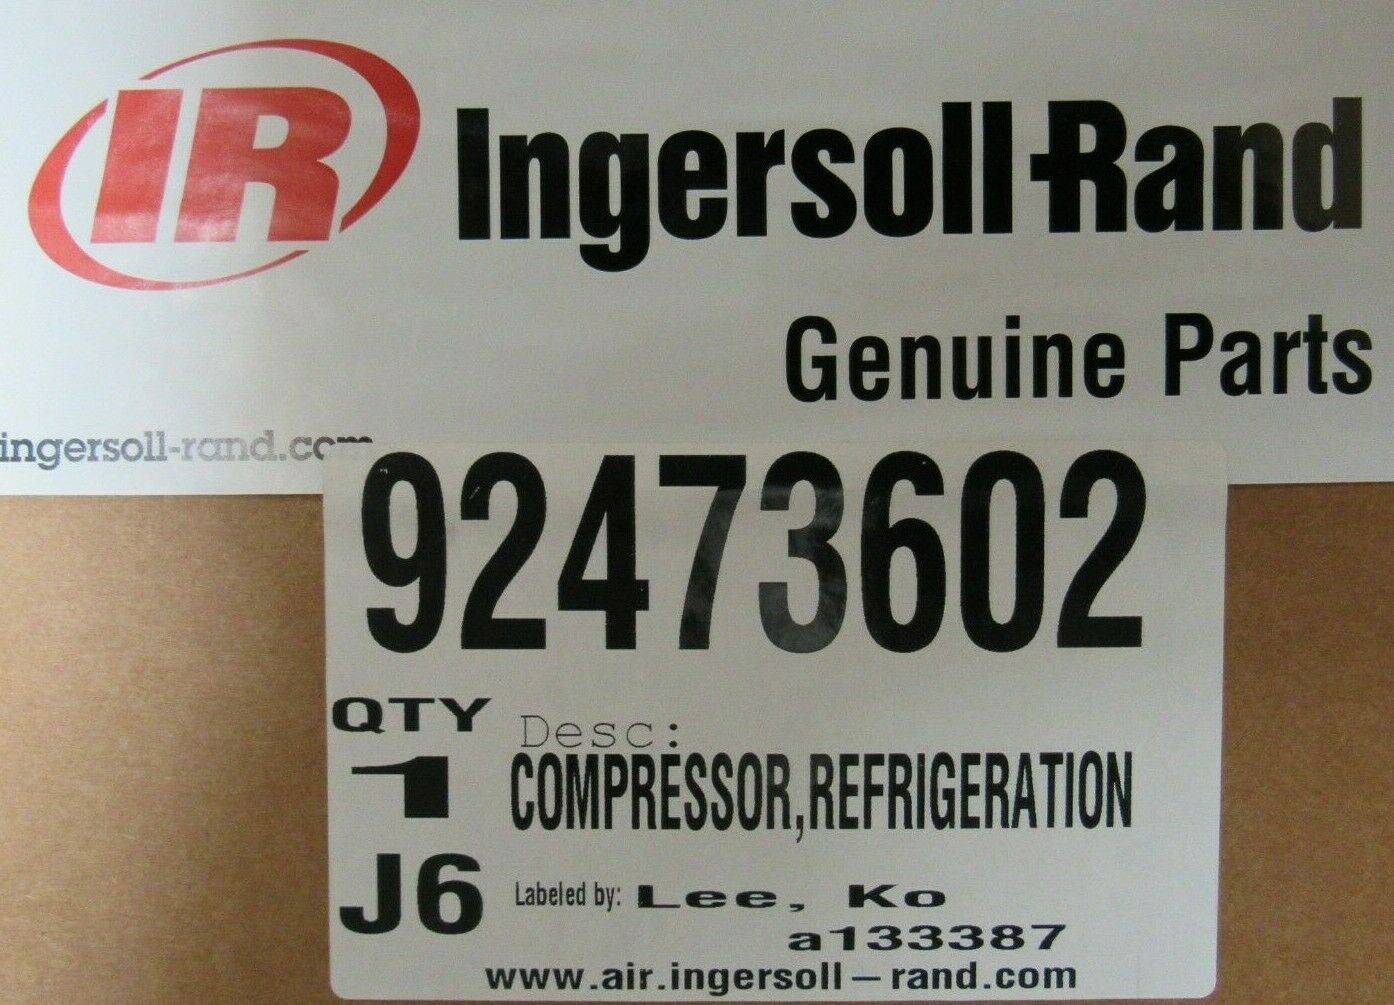 IR Ingersoll-Rand
Genuine Parts
ingersoll-rand.com
92473602
QTY Desc:
1 COMPRESSOR,REFRIGERATION
J6 Labeled by: Lee, Ko
a133387
www.air.ingersoll-rand.com